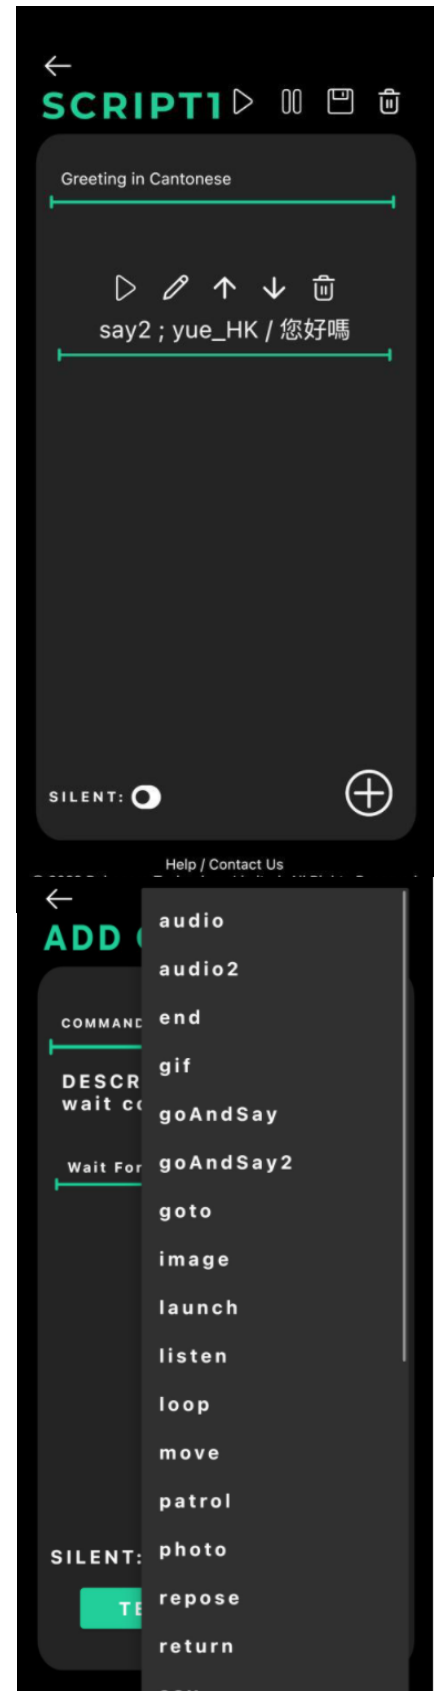 SCRIPT1
Greeting in Cantonese
say2 ; yue_HK / 您好嗎
SILENT:
Help / Contact Us
ADD
COMMAND
DESCR
wait
Wait For
SILENT:
TE
audio
audio2
end
gif
goAndSay
goAndSay2
goto
image
launch
listen
loop
move
patrol
photo
repose
return